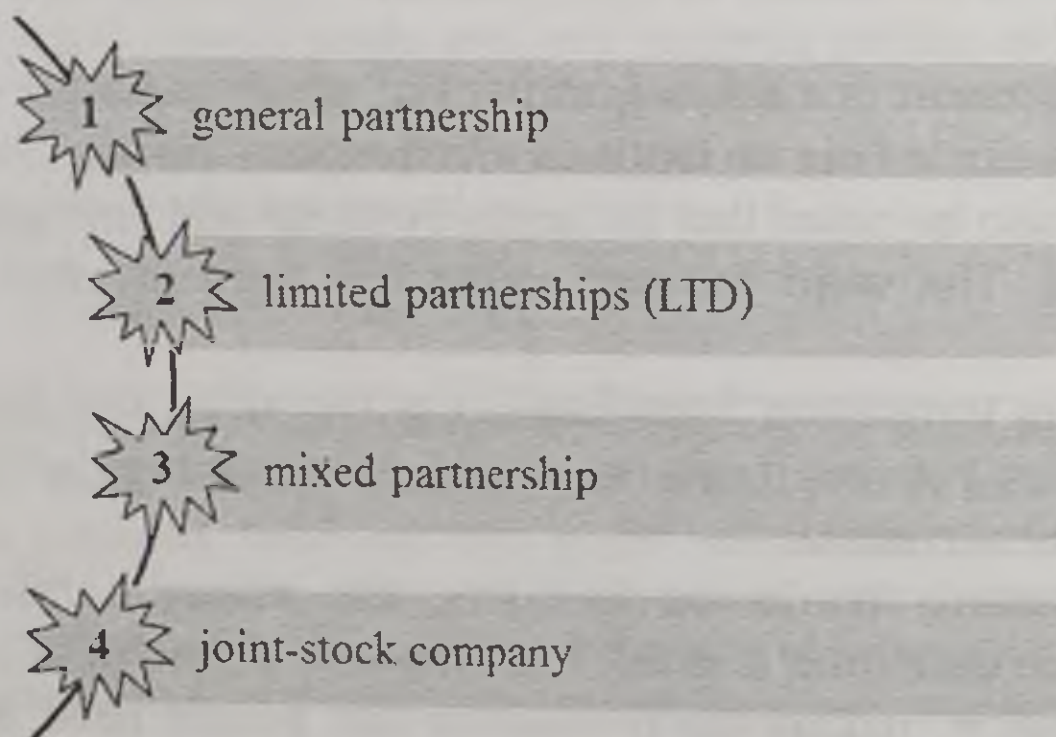 1 general partnership
2 limited partnerships (LTD)
3 mixed partnership
4 joint-stock company